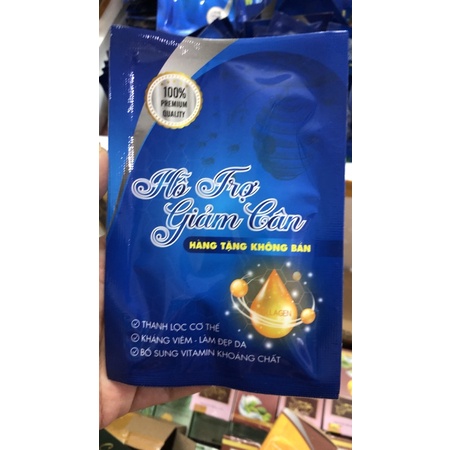 100%
PREMIUM
QUALITY
Hỗ Trợ
Giảm Cân
HÀNG TẶNG KHÔNG BÁN
THANH LỌC CƠ THỂ
KHÁNG VIÊM - LÀM ĐẸP DA
BỔ SUNG VITAMIN KHOÁNG CHẤT